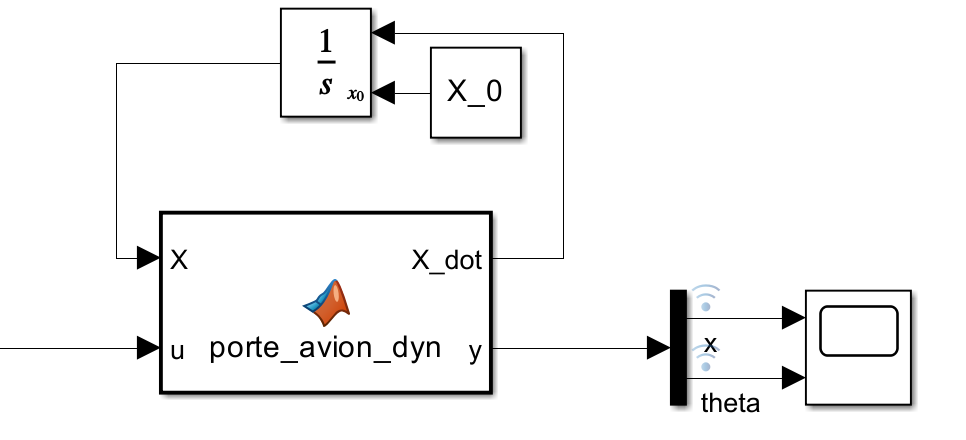 1
s
x0
X_0
X
X_dot
u
porte_avion_dyn
y
x
theta